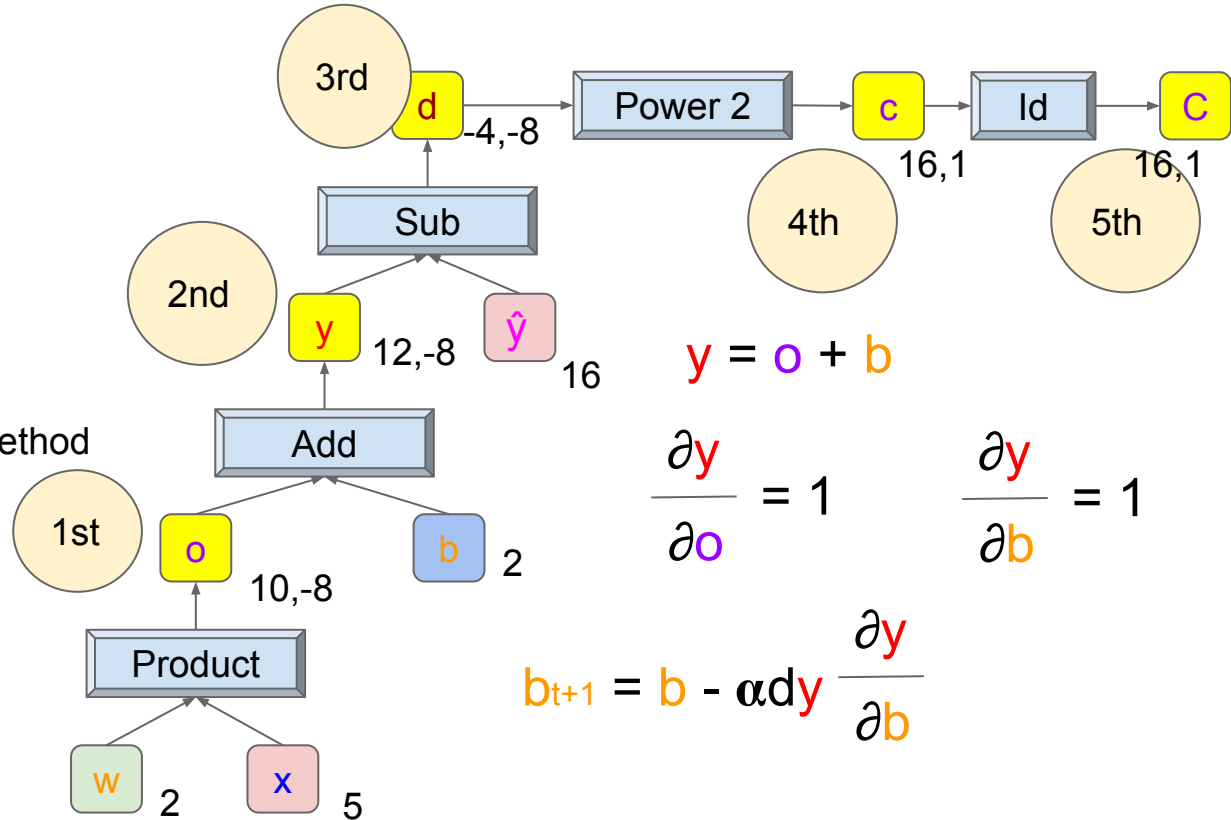 3rd
d
-4,-8
Power 2
c
16,1
Id
C
16,1
4th
5th
Sub
2nd
y
12,-8
ŷ
16
y = o + b
ethod
Add
∂y
∂o
= 1
∂y
∂b
= 1
1st
o
10,-8
b
2
Product
bt+1 = b - αdy
∂y
∂b
w
2
x
5